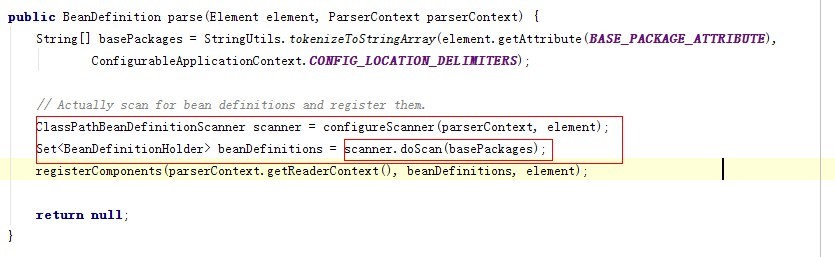 public BeanDefinition parse(Element element, ParserContext parserContext) {
String[] basePackages = StringUtils.tokenizeToStringArray(element.getAttribute(BASE_PACKAGE_ATTRIBUTE),
ConfigurableApplicationContext.CONFIG_LOCATION_DELIMITERS);
// Actually scan for bean definitions and register them.
ClassPathBeanDefinitionScanner scanner = configureScanner(parserContext, element);
Set<BeanDefinitionHolder> beanDefinitions = scanner.doScan(basePackages);
registerComponents(parserContext.getReaderContext(), beanDefinitions, element);
return null;
}